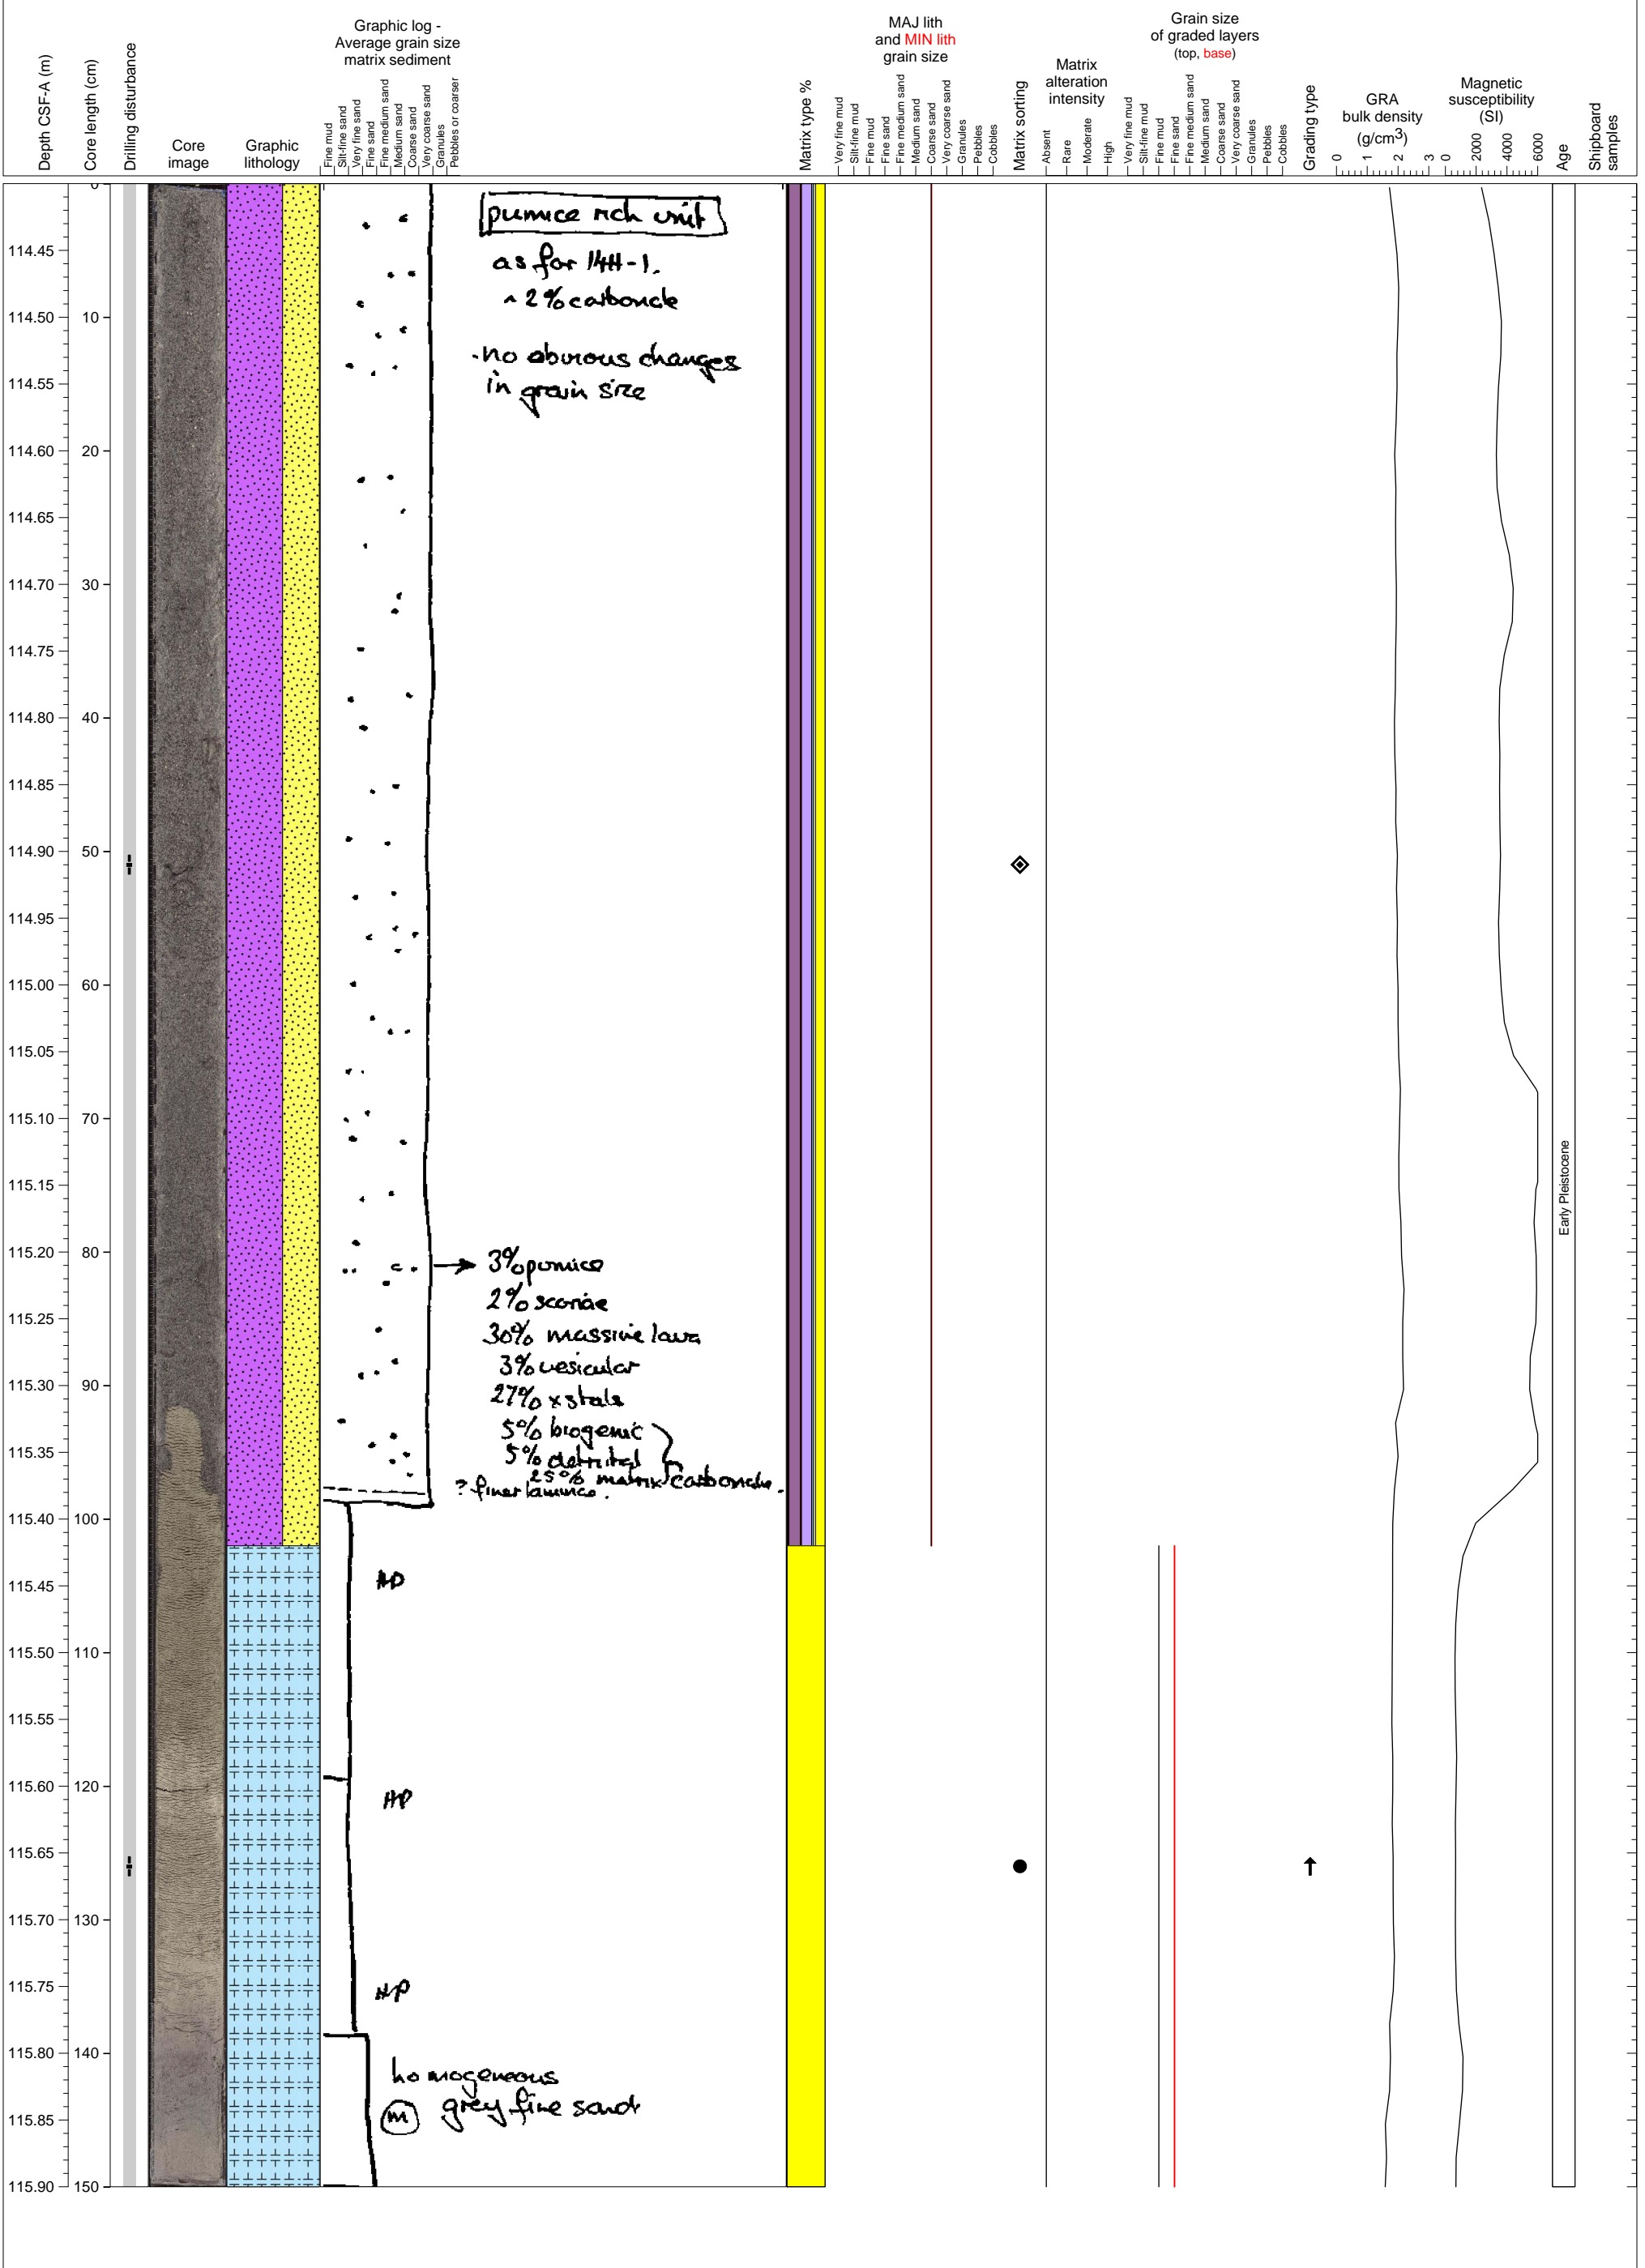 Depth CSF-A (m)
Core length (cm)
Drilling disturbance
Core
image
Graphic
lithology
Graphic log -
Average grain size
matrix sediment
Fine mud
Silt-fine sand
Very fine sand
Fine sand
Fine medium sand
Medium sand
Coarse sand
Very coarse sand
Granules
Pebbles or coarser
Matrix type %
MAJ lith
and MIN lith
grain size
Very fine mud
Silt-fine mud
Fine mud
Fine sand
Fine medium sand
Medium sand
Coarse sand
Very coarse sand
Granules
Pebbles
Cobbles
Matrix sorting
Matrix
alteration
intensity
Absent
Rare
Moderate
High
Grain size
of graded layers
(top, base)
Very fine mud
Silt-fine mud
Fine mud
Fine sand
Fine medium sand
Medium sand
Coarse sand
Very coarse sand
Granules
Pebbles
Cobbles
Grading type
GRA
bulk density
(g/cm3)
0 1 2 3
Magnetic
susceptibility
(SI)
0 2000 4000 6000
Age
Shipboard
samples
0
114.45
114.50 10
114.55
114.60 20
114.65
114.70 30
114.75
114.80 40
114.85
114.90 50
114.95
115.00 60
115.05
115.10 70
115.15
115.20 80
115.25
115.30 90
115.35
115.40 100
115.45
115.50 110
115.55
115.60 120
115.65
115.70 130
115.75
115.80 140
115.85
115.90 150
pumice rich unit
as for 14H-1.
~ 2% carbonate
- no obvious changes
in grain size
3% pumice
2% scoriae
30% massive lava
3% vesicular
27% xstals
5% biogenic
5% detrital
25% matrix carbonate.
? finer laminae.
HP
HP
homogeneous
m grey fine sand
Early Pleistocene